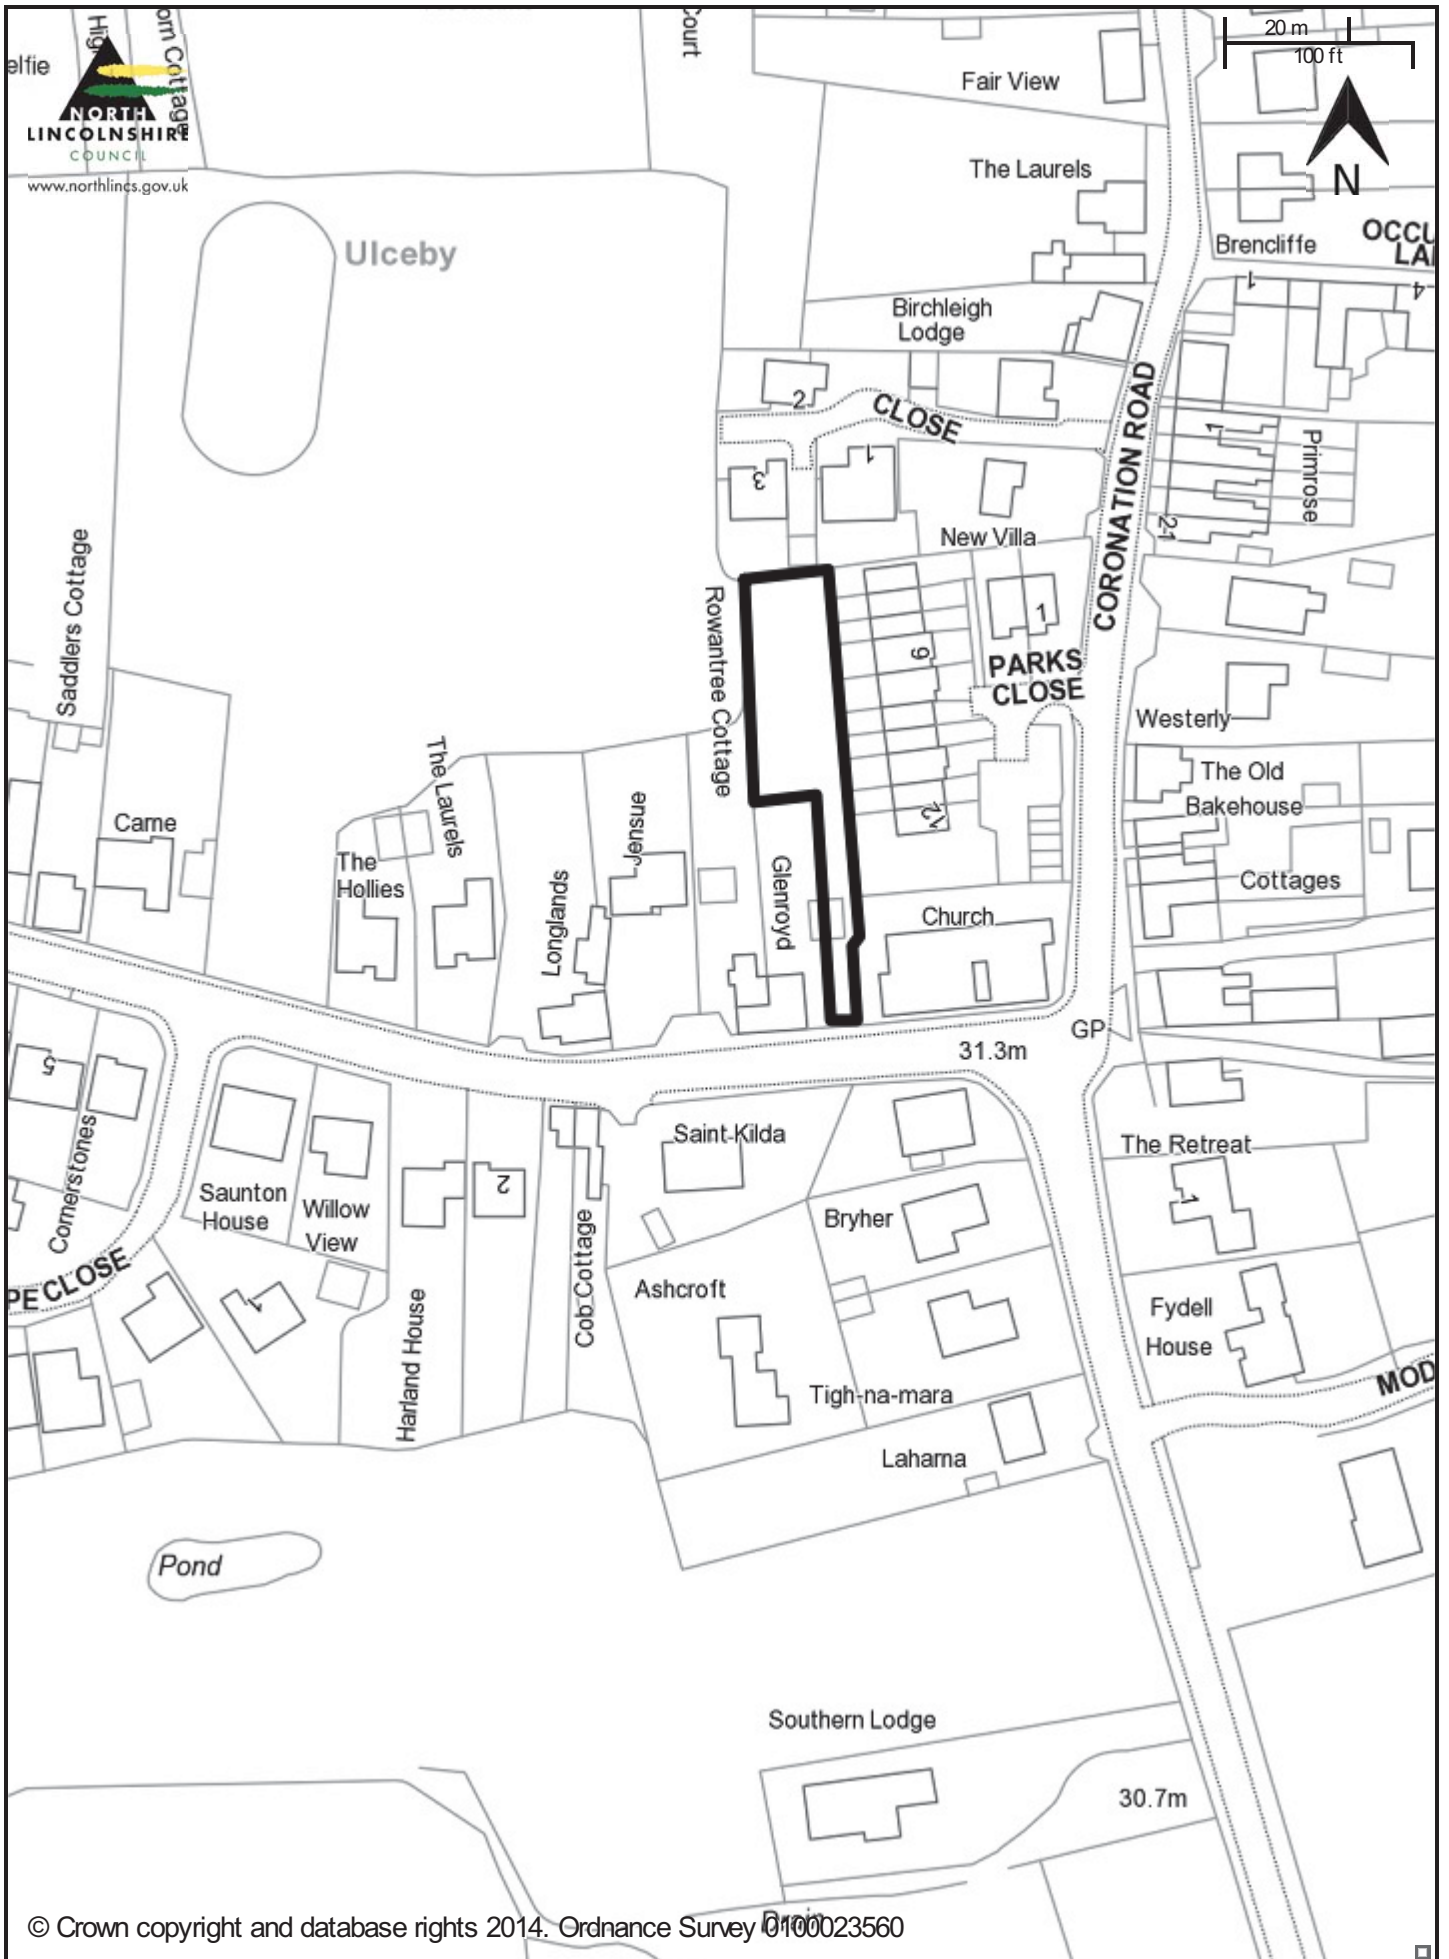 Court
20 m
100 ft
N
NORTH
LINCOLNSHIRE
COUNCIL
www.northlincs.gov.uk
Fair View
The Laurels
Ulceby
Brencliffe
1
4
Birchleigh
Lodge
2
CLOSE
CORONATION ROAD
1
Primrose
3
1
21
New Villa
Saddlers Cottage
Rowantree Cottage
1
9
PARKS
CLOSE
Westerly
The Old
Bakehouse
The Laurels
Jensue
12
Carne
The
Hollies
Longlands
Glenroyd
Church
Cottages
GP
31.3m
5
Cornerstones
Saint Kilda
The Retreat
1
2
Saunton
House
Willow
View
Bryher
Cob Cottage
CLOSE
1
Harland House
Ashcroft
Fydell
House
Tigh-na-mara
Laharna
Pond
Southern Lodge
30.7m
Drain
© Crown copyright and database rights 2014. Ordnance Survey 0100023560